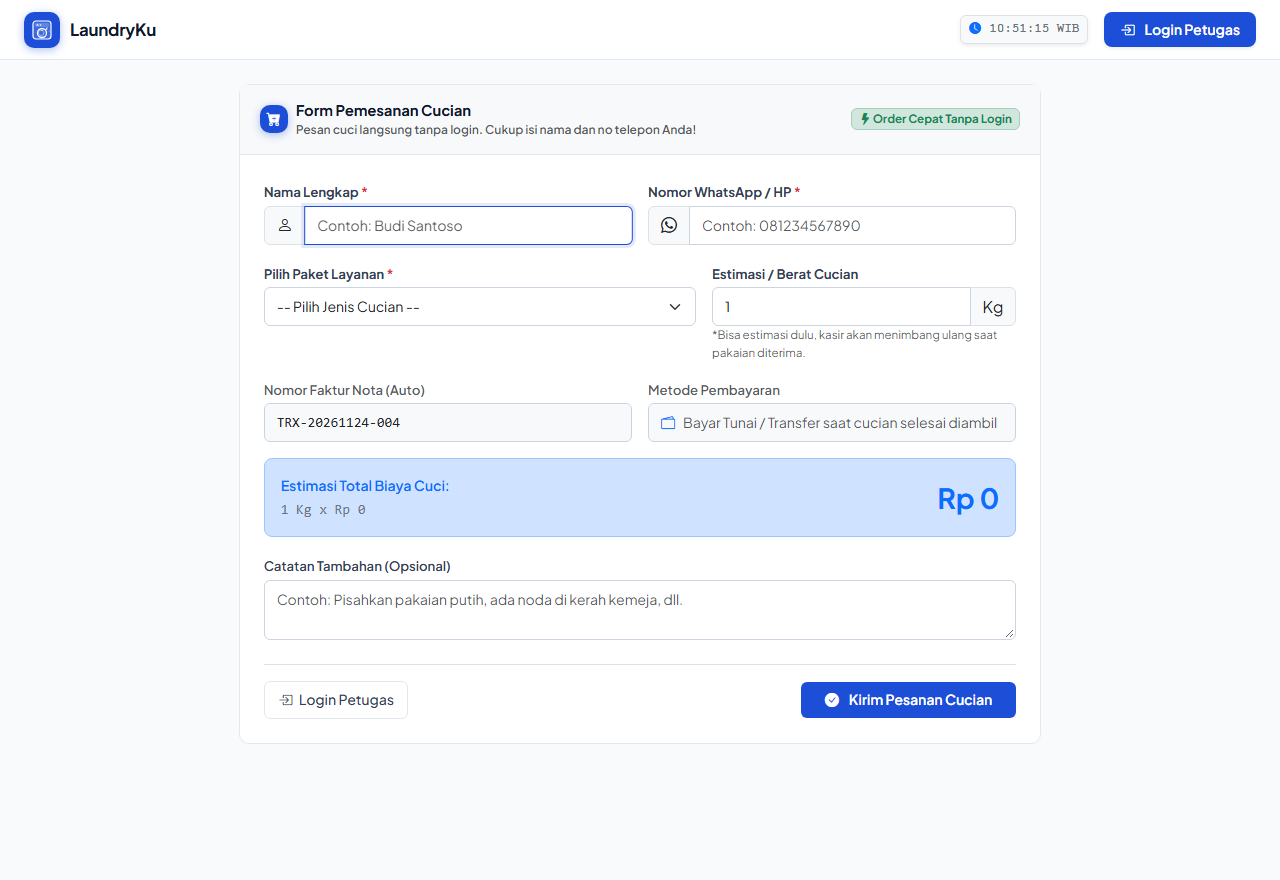 LaundryKu
10:51:15 WIB
Login Petugas
Form Pemesanan Cucian
Pesan cuci langsung tanpa login. Cukup isi nama dan no telepon Anda!
Order Cepat Tanpa Login
Nama Lengkap *
Nomor WhatsApp / HP *
Contoh: Budi Santoso
Contoh: 081234567890
Pilih Paket Layanan *
Estimasi / Berat Cucian
-- Pilih Jenis Cucian --
1
Kg
*Bisa estimasi dulu, kasir akan menimbang ulang saat
pakaian diterima.
Nomor Faktur Nota (Auto)
Metode Pembayaran
TRX-20261124-004
Bayar Tunai / Transfer saat cucian selesai diambil
Estimasi Total Biaya Cuci:
1 Kg x Rp 0
Rp 0
Catatan Tambahan (Opsional)
Contoh: Pisahkan pakaian putih, ada noda di kerah kemeja, dll.
Login Petugas
Kirim Pesanan Cucian